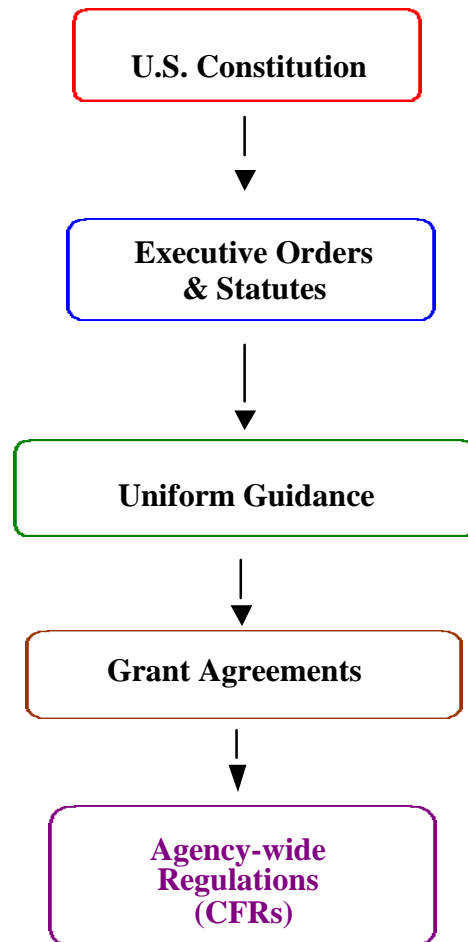 U.S. Constitution
Executive Orders
& Statutes
Uniform Guidance
Grant Agreements
Agency-wide
Regulations
(CFRs)